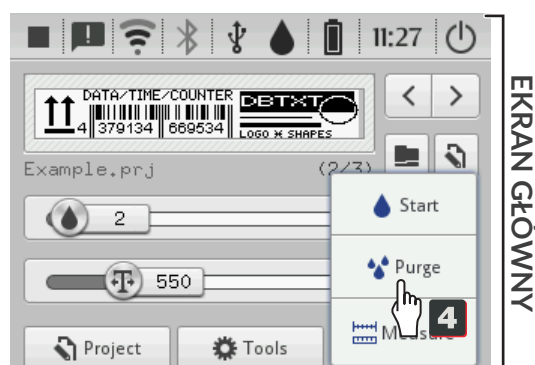 11:27
DATA/TIME/COUNTER
DBTXT
4 379134 669534
LOGO ж SHAPES
Example.prj (2/3)
2
550
Start
Purge
Measure
4
Project
Tools
EKRAN GŁÓWNY